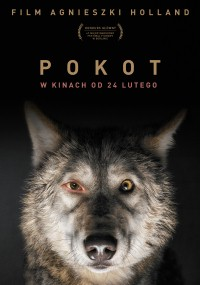 FILM AGNIESZKI HOLLAND
POKOT
W KINACH OD 24 LUTEGO